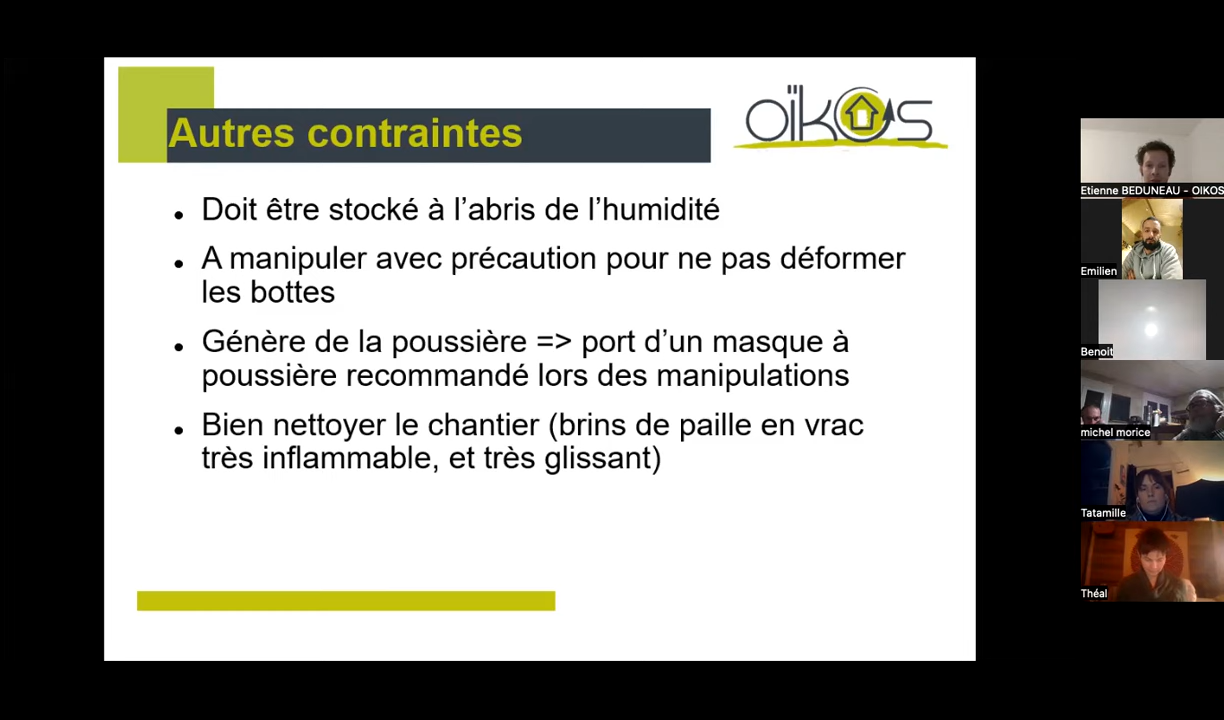 Autres contraintes
oïkos
Doit être stocké à l’abris de l’humidité
A manipuler avec précaution pour ne pas déformer
les bottes
Génère de la poussière => port d’un masque à
poussière recommandé lors des manipulations
Bien nettoyer le chantier (brins de paille en vrac
très inflammable, et très glissant)
Etienne BEDUNEAU - OIKOS
Emilien
Benoit
michel morice
Tatamille
Théal